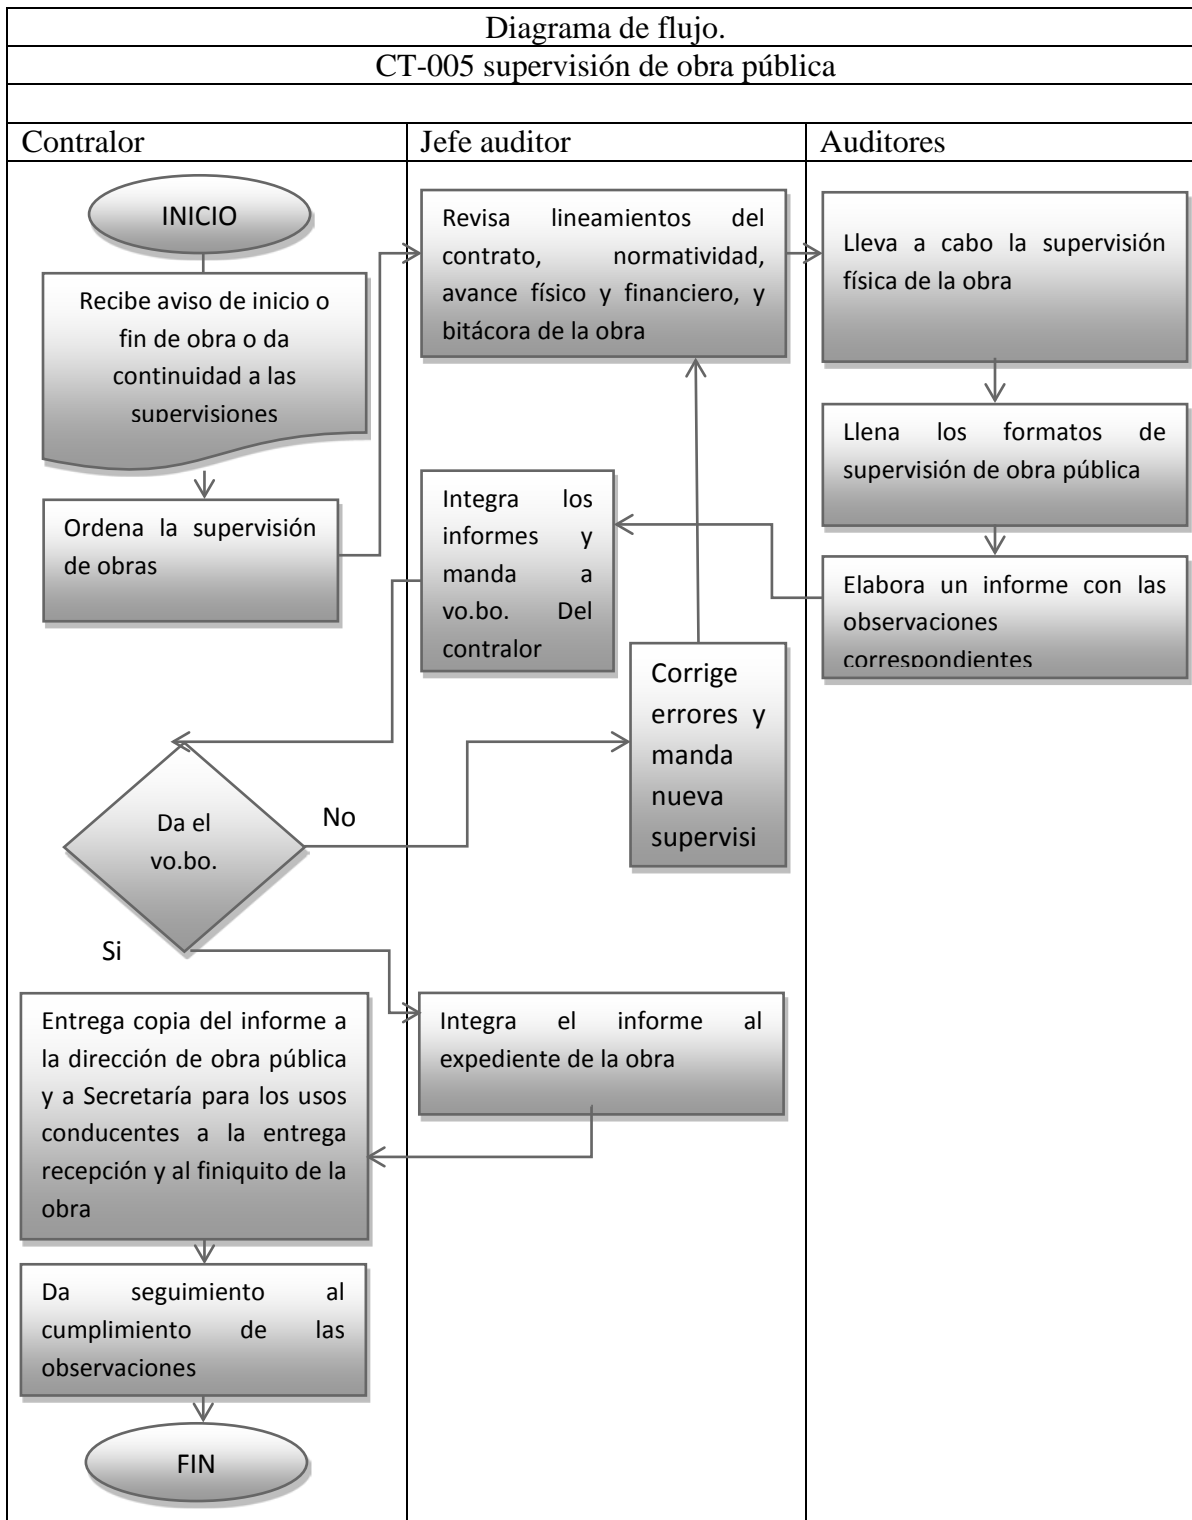 Diagrama de flujo.
CT-005 supervisión de obra pública
Contralor
Jefe auditor
Auditores
INICIO
Recibe aviso de inicio o
fin de obra o da
continuidad a las
supervisiones
Ordena la supervisión
de obras
Revisa lineamientos del
contrato, normatividad,
avance físico y financiero, y
bitácora de la obra
Lleva a cabo la supervisión
física de la obra
Llena los formatos de
supervisión de obra pública
Elabora un informe con las
observaciones
correspondientes
Integra los
informes y
manda a
vo.bo. Del
contralor
Da el
vo.bo.
No
Si
Corrige
errores y
manda
nueva
supervisi
Integra el informe al
expediente de la obra
Entrega copia del informe a
la dirección de obra pública
y a Secretaría para los usos
conducentes a la entrega
recepción y al finiquito de la
obra
Da seguimiento al
cumplimiento de las
observaciones
FIN